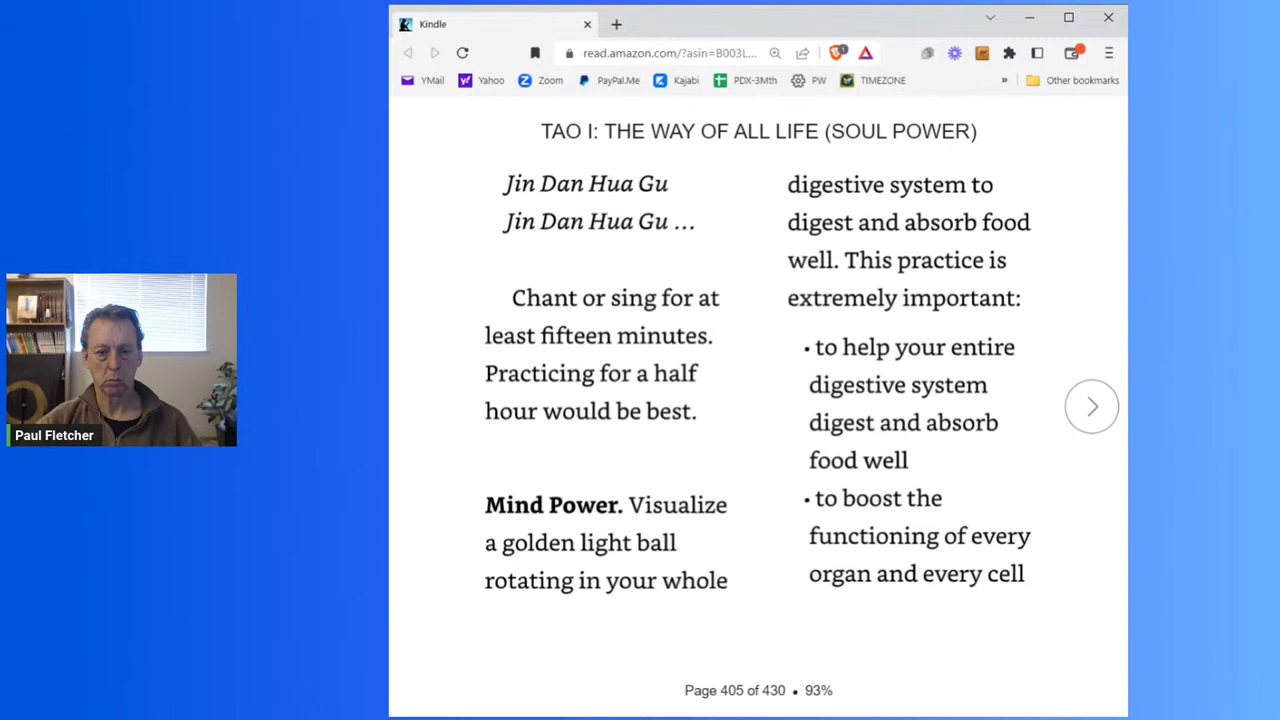 Kindle
read.amazon.com/?asin=B003L...
YMail
Yahoo
Zoom
PayPal.Me
Kajabi
PDX-3Mth
PW
TIMEZONE
»
Other bookmarks
TAO I: THE WAY OF ALL LIFE (SOUL POWER)
Jin Dan Hua Gu
Jin Dan Hua Gu …
Chant or sing for at
least fifteen minutes.
Practicing for a half
hour would be best.
Mind Power. Visualize
a golden light ball
rotating in your whole
digestive system to
digest and absorb food
well. This practice is
extremely important:
• to help your entire
digestive system
digest and absorb
food well
• to boost the
functioning of every
organ and every cell
Page 405 of 430 • 93%
Paul Fletcher